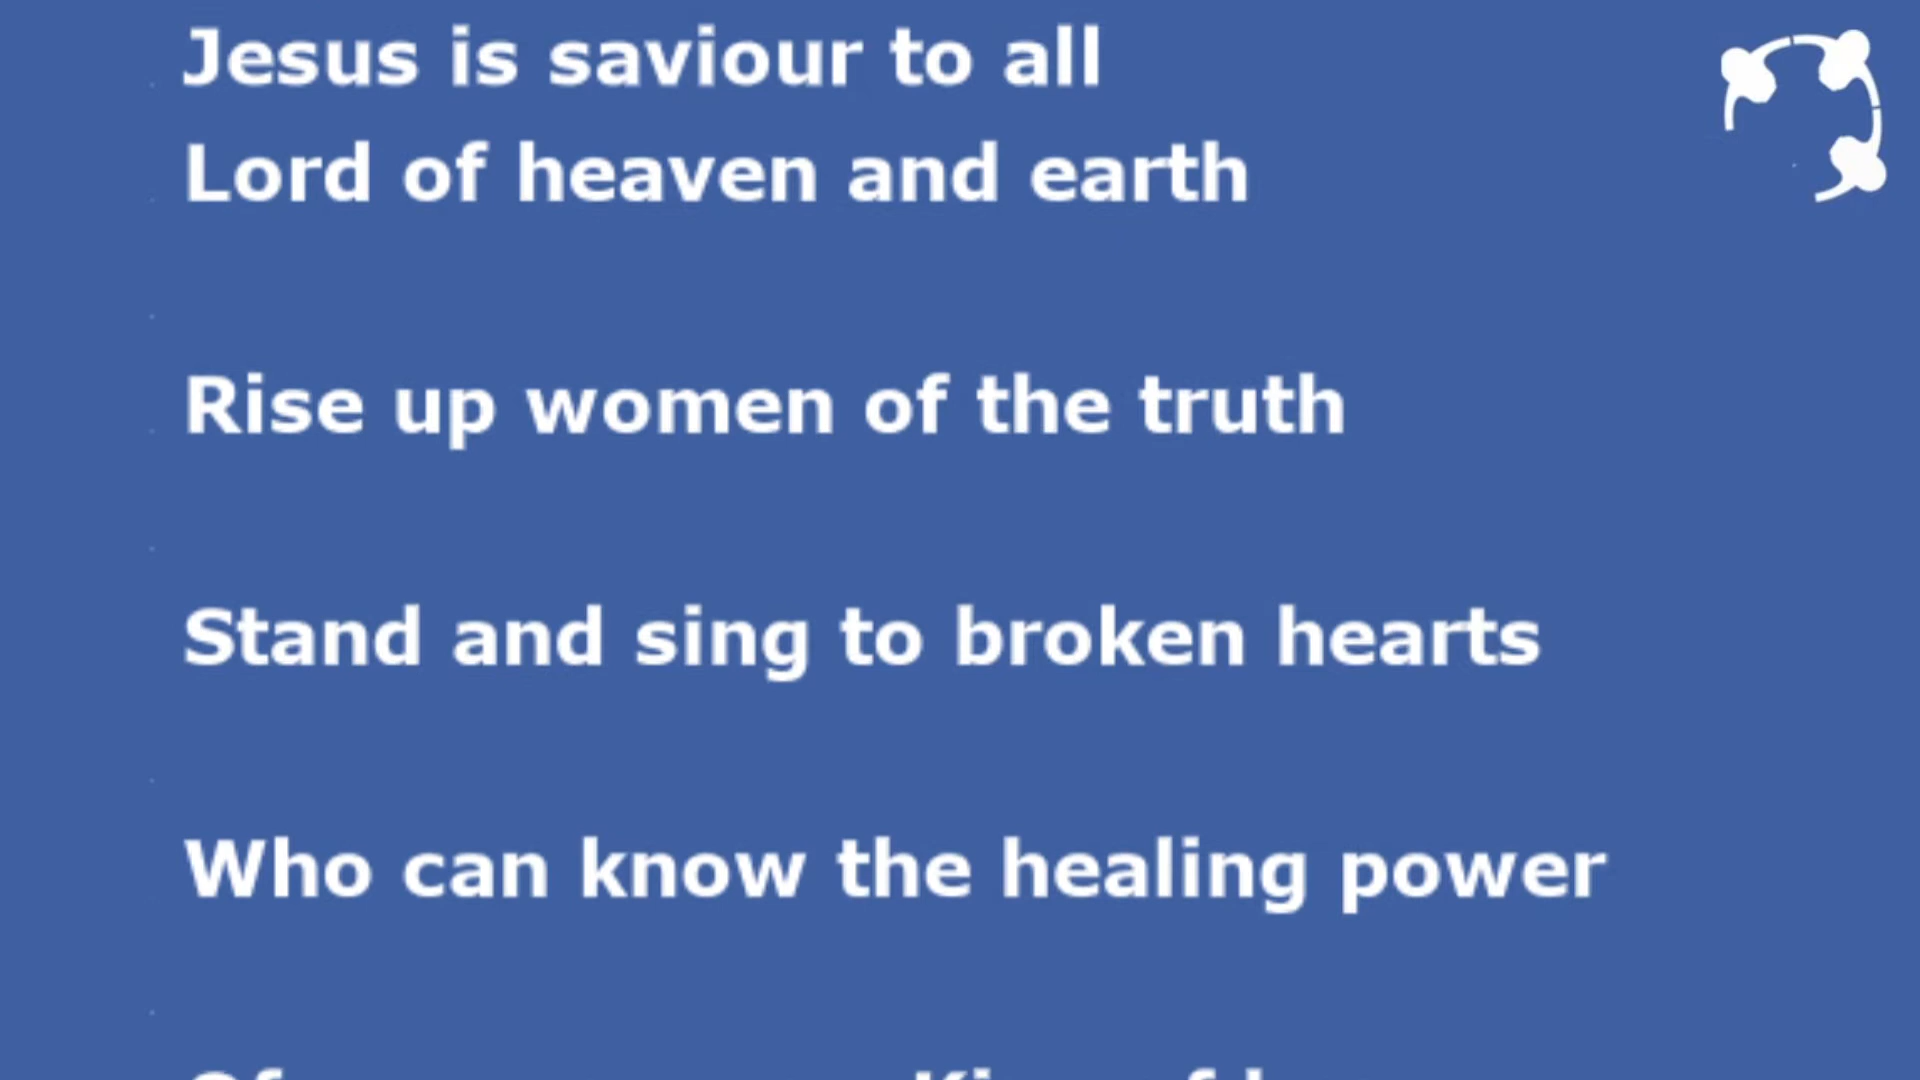 Jesus is saviour to all
Lord of heaven and earth
Rise up women of the truth
Stand and sing to broken hearts
Who can know the healing power
Of